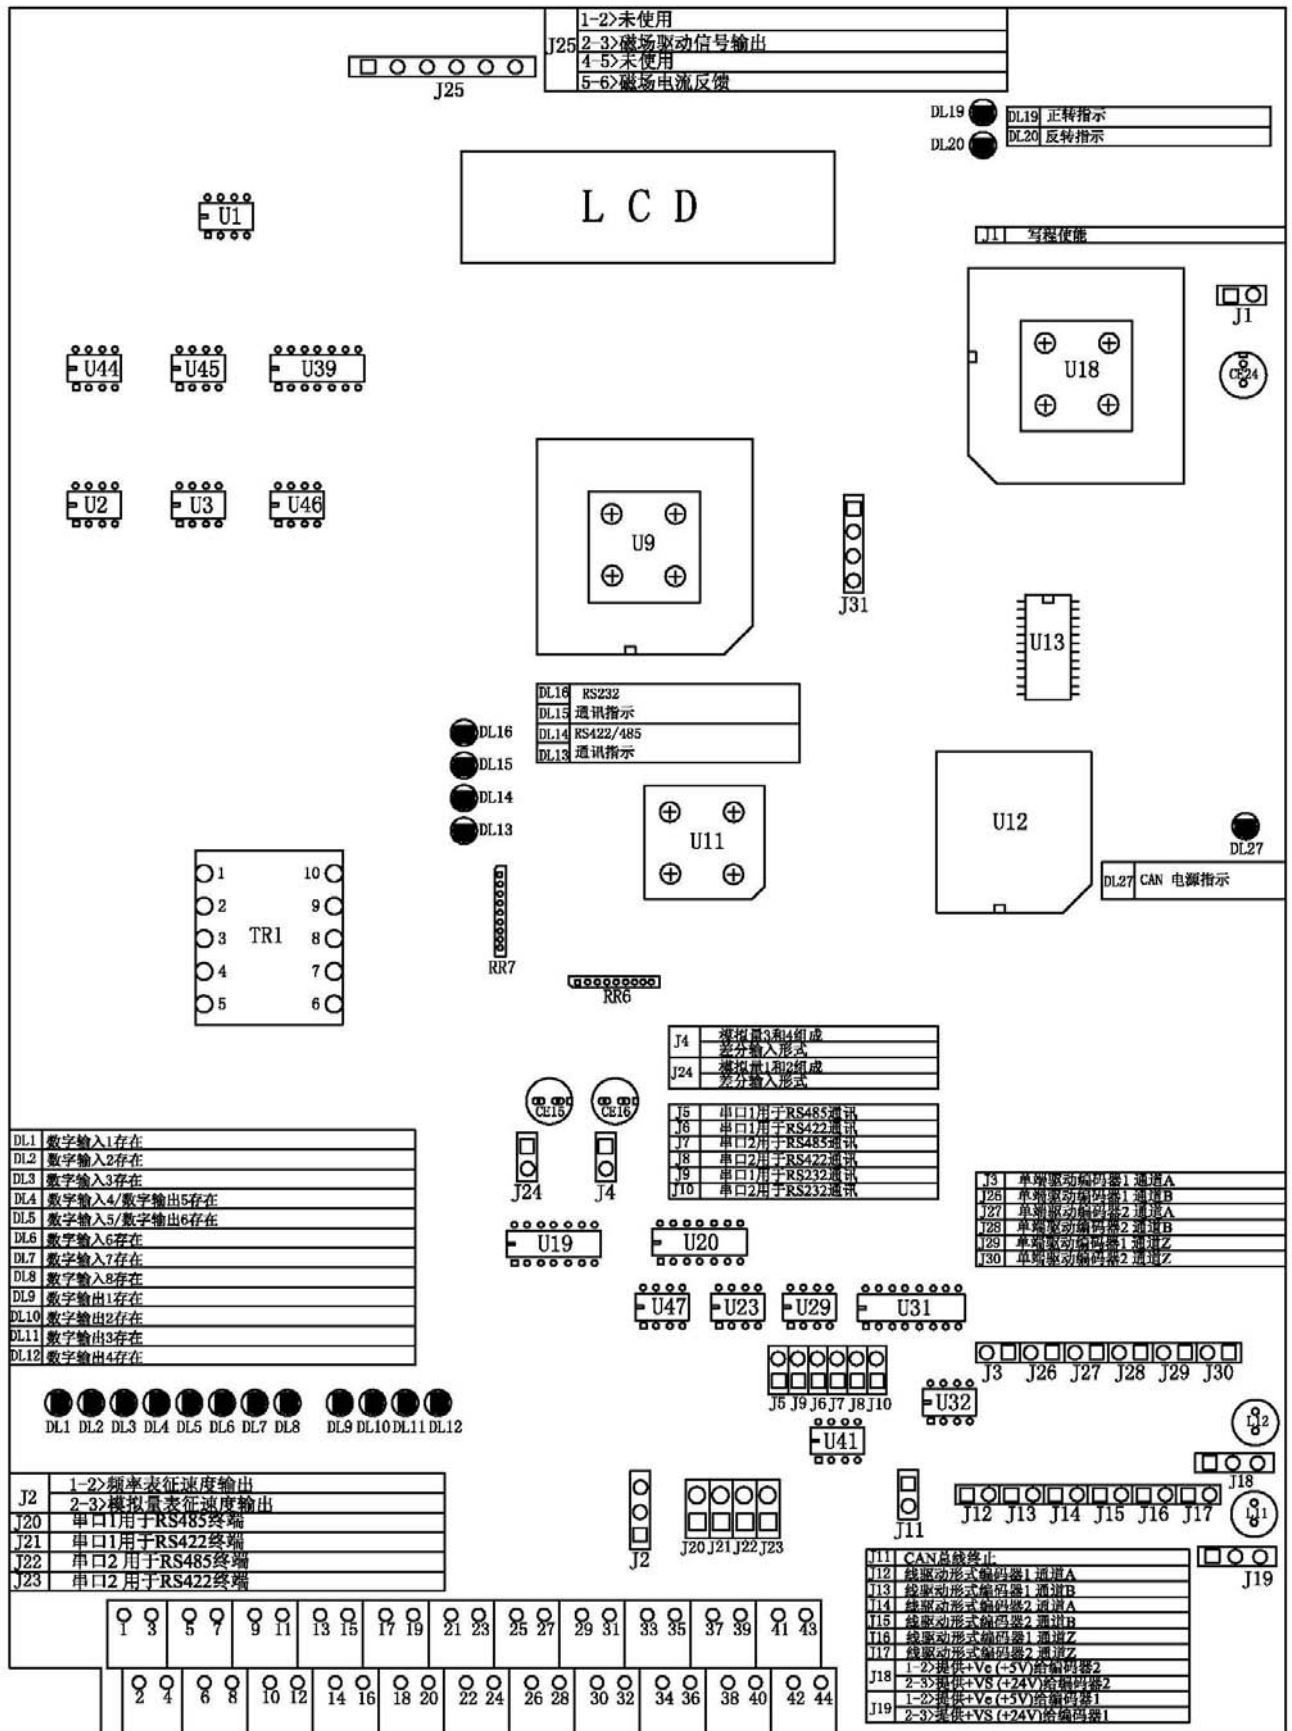 1-2>未使用
J25 2-3>磁场驱动信号输出
4-5>未使用
5-6>磁场电流反馈
J25
DL19
DL19 正转指示
DL20
DL20 反转指示
LCD
U1
J1 写程使能
J1
U44 U45 U39
U18
CE24
U2 U3 U46
U9
J31
U13
DL16 RS232
DL15 通讯指示
DL14 RS422/485
DL13 通讯指示
DL16
DL15
DL14
DL13
U11
U12
DL27
DL27 CAN 电源指示
1 10
2 9
3 TR1 8
4 7
5 6
RR7
RR6
J4 模拟量3和4组成
差分输入形式
J24 模拟量1和2组成
差分输入形式
CE15 CE16
J24 J4
J5 串口1用于RS485通讯
J6 串口1用于RS422通讯
J7 串口2用于RS485通讯
J8 串口2用于RS422通讯
J9 串口1用于RS232通讯
J10 串口2用于RS232通讯
DL1 数字输入1存在
DL2 数字输入2存在
DL3 数字输入3存在
DL4 数字输入4/数字输出5存在
DL5 数字输入5/数字输出6存在
DL6 数字输入6存在
DL7 数字输入7存在
DL8 数字输入8存在
DL9 数字输出1存在
DL10 数字输出2存在
DL11 数字输出3存在
DL12 数字输出4存在
J3 单端驱动编码器1 通道A
J26 单端驱动编码器1 通道B
J27 单端驱动编码器2 通道A
J28 单端驱动编码器2 通道B
J29 单端驱动编码器1 通道Z
J30 单端驱动编码器2 通道Z
U19 U20
U47 U23 U29 U31
J3 J26 J27 J28 J29 J30
J5 J9 J6 J7 J8 J10
U32
U41
DL1 DL2 DL3 DL4 DL5 DL6 DL7 DL8 DL9 DL10 DL11 DL12
L12
J18
J2 1-2>频率表征速度输出
2-3>模拟量表征速度输出
J20 串口1用于RS485终端
J21 串口1用于RS422终端
J22 串口2 用于RS485终端
J23 串口2 用于RS422终端
J2
J20 J21 J22 J23
J11
J12 J13 J14 J15 J16 J17
L11
J19
J11 CAN总线终止
J12 线驱动形式编码器1 通道A
J13 线驱动形式编码器1 通道B
J14 线驱动形式编码器2 通道A
J15 线驱动形式编码器2 通道B
J16 线驱动形式编码器1 通道Z
J17 线驱动形式编码器2 通道Z
J18 1-2>提供+Ve (+5V)给编码器2
2-3>提供+VS (+24V)给编码器2
J19 1-2>提供+Ve (+5V)给编码器1
2-3>提供+VS (+24V)给编码器1
1 3 5 7 9 11 13 15 17 19 21 23 25 27 29 31 33 35 37 39 41 43
2 4 6 8 10 12 14 16 18 20 22 24 26 28 30 32 34 36 38 40 42 44